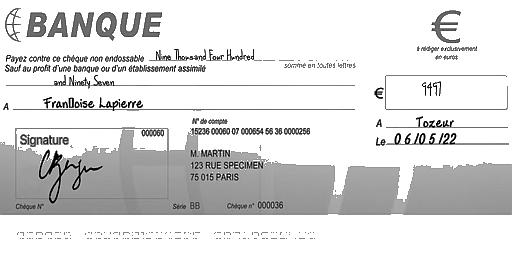 BANQUE
€
à rédiger exclusivement
en euros
Payez contre ce chèque non endossable Nine Thousand Four Hundred
somme en toutes lettres
Sauf au profit d'une banque ou d'un établissement assimilé
and Ninety Seven
€ 9497
A Fran▯oise Lapierre
A Tozeur
Le 06/05/22
Signature
000060
N° de compte
15236 00060 07 000654 56 36 0000256
M. MARTIN
123 RUE SPECIMEN
75 015 PARIS
Chèque N°
Série BB
Chèque n° 000036